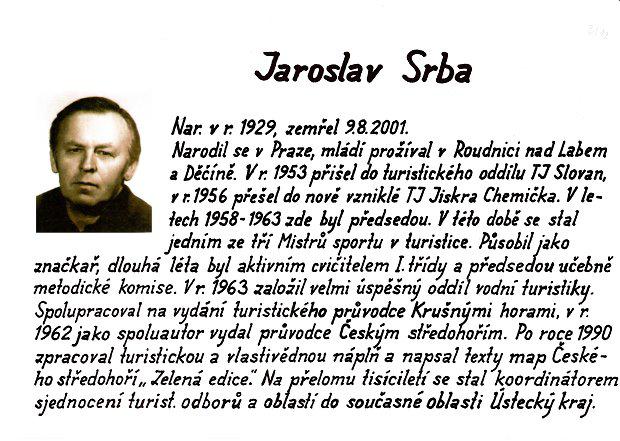 Jaroslav Srba
Nar. v r. 1929, zemřel 9.8.2001.
Narodil se v Praze, mládí prožíval v Roudnici nad Labem
a Děčíně. V r. 1953 přišel do turistického oddílu TJ Slovan,
v r. 1956 přešel do nově vzniklé TJ Jiskra Chemička. V le-
tech 1958-1963 zde byl předsedou. V této době se stal
jedním ze tří Mistrů sportu v turistice. Působil jako
značkař, dlouhá léta byl aktivním cvičitelem I. třídy a předsedou učebně
metodické komise. V r. 1963 založil velmi úspěšný oddíl vodní turistiky.
Spolupracoval na vydání turistického průvodce Krušnými horami, v r.
1962 jako spoluautor vydal průvodce Českým středohořím. Po roce 1990
zpracoval turistickou a vlastivědnou náplň a napsal texty map České-
ho středohoří „Zelená edice." Na přelomu tisíciletí se stal koordinátorem
sjednocení turist. odborů a oblastí do současné oblasti Ústecký kraj.